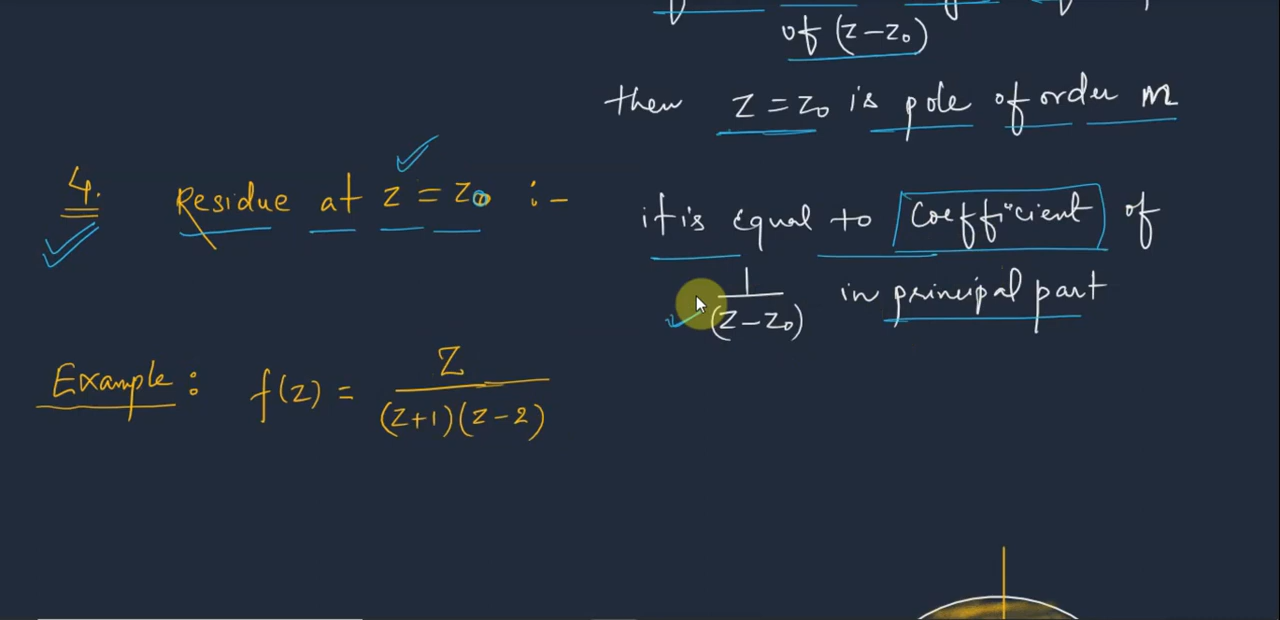 of (z-z₀)
then z = z₀ is pole of order m
4. Residue at z = z₀ :-
it is equal to coefficient of
1/(z-z₀) in principal part
Example : f(z) = z/((z+1)(z-2))